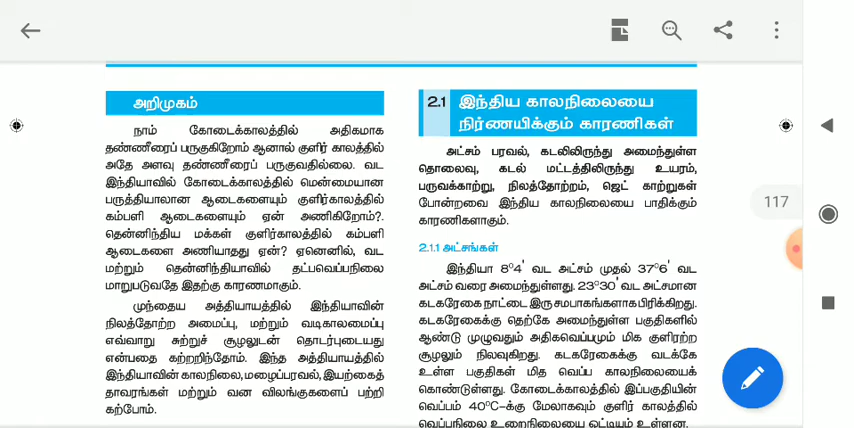 அறிமுகம்
நாம் கோடைக்காலத்தில் அதிகமாக
தண்ணீரைப் பருகுகிறோம் ஆனால் குளிர் காலத்தில்
அதே அளவு தண்ணீரைப் பருகுவதில்லை. வட
இந்தியாவில் கோடைக்காலத்தில் மென்மையான
பருத்தியாலான ஆடைகளையும் குளிர்காலத்தில்
கம்பளி ஆடைகளையும் ஏன் அணிகிறோம்?.
தென்னிந்திய மக்கள் குளிர்காலத்தில் கம்பளி
ஆடைகளை அணியாதது ஏன்? ஏனெனில், வட
மற்றும் தென்னிந்தியாவில் தட்பவெப்பநிலை
மாறுபடுவதே இதற்கு காரணமாகும்.
முந்தைய அத்தியாயத்தில் இந்தியாவின்
நிலத்தோற்ற அமைப்பு, மற்றும் வடிகாலமைப்பு
எவ்வாறு சுற்றுச் சூழலுடன் தொடர்புடையது
என்பதை கற்றறிந்தோம். இந்த அத்தியாயத்தில்
இந்தியாவின் காலநிலை, மழைப்பரவல், இயற்கைத்
தாவரங்கள் மற்றும் வன விலங்குகளைப் பற்றி
கற்போம்.
2.1 இந்திய காலநிலையை
நிர்ணயிக்கும் காரணிகள்
அட்சப் பரவல், கடலிலிருந்து அமைந்துள்ள
தொலைவு, கடல் மட்டத்திலிருந்து உயரம்,
பருவக்காற்று, நிலத்தோற்றம், ஜெட் காற்றுகள்
போன்றவை இந்திய காலநிலையை பாதிக்கும்
காரணிகளாகும்.
2.1.1 அட்சங்கள்
இந்தியா 8°4' வட அட்சம் முதல் 37°6' வட
அட்சம் வரை அமைந்துள்ளது. 23°30' வட அட்சமான
கடகரேகை நாட்டை இரு சமபாகங்களாக பிரிக்கிறது.
கடகரேகைக்கு தெற்கே அமைந்துள்ள பகுதிகளில்
ஆண்டு முழுவதும் அதிகவெப்பமும் மிக குளிரற்ற
சூழலும் நிலவுகிறது. கடகரேகைக்கு வடக்கே
உள்ள பகுதிகள் மித வெப்ப காலநிலையைக்
கொண்டுள்ளது. கோடைக்காலத்தில் இப்பகுதியின்
வெப்பம் 40°C-க்கு மேலாகவும் குளிர் காலத்தில்
வெப்பநிலை உறைநிலையை ஒட்டியும் உள்ளன.
117